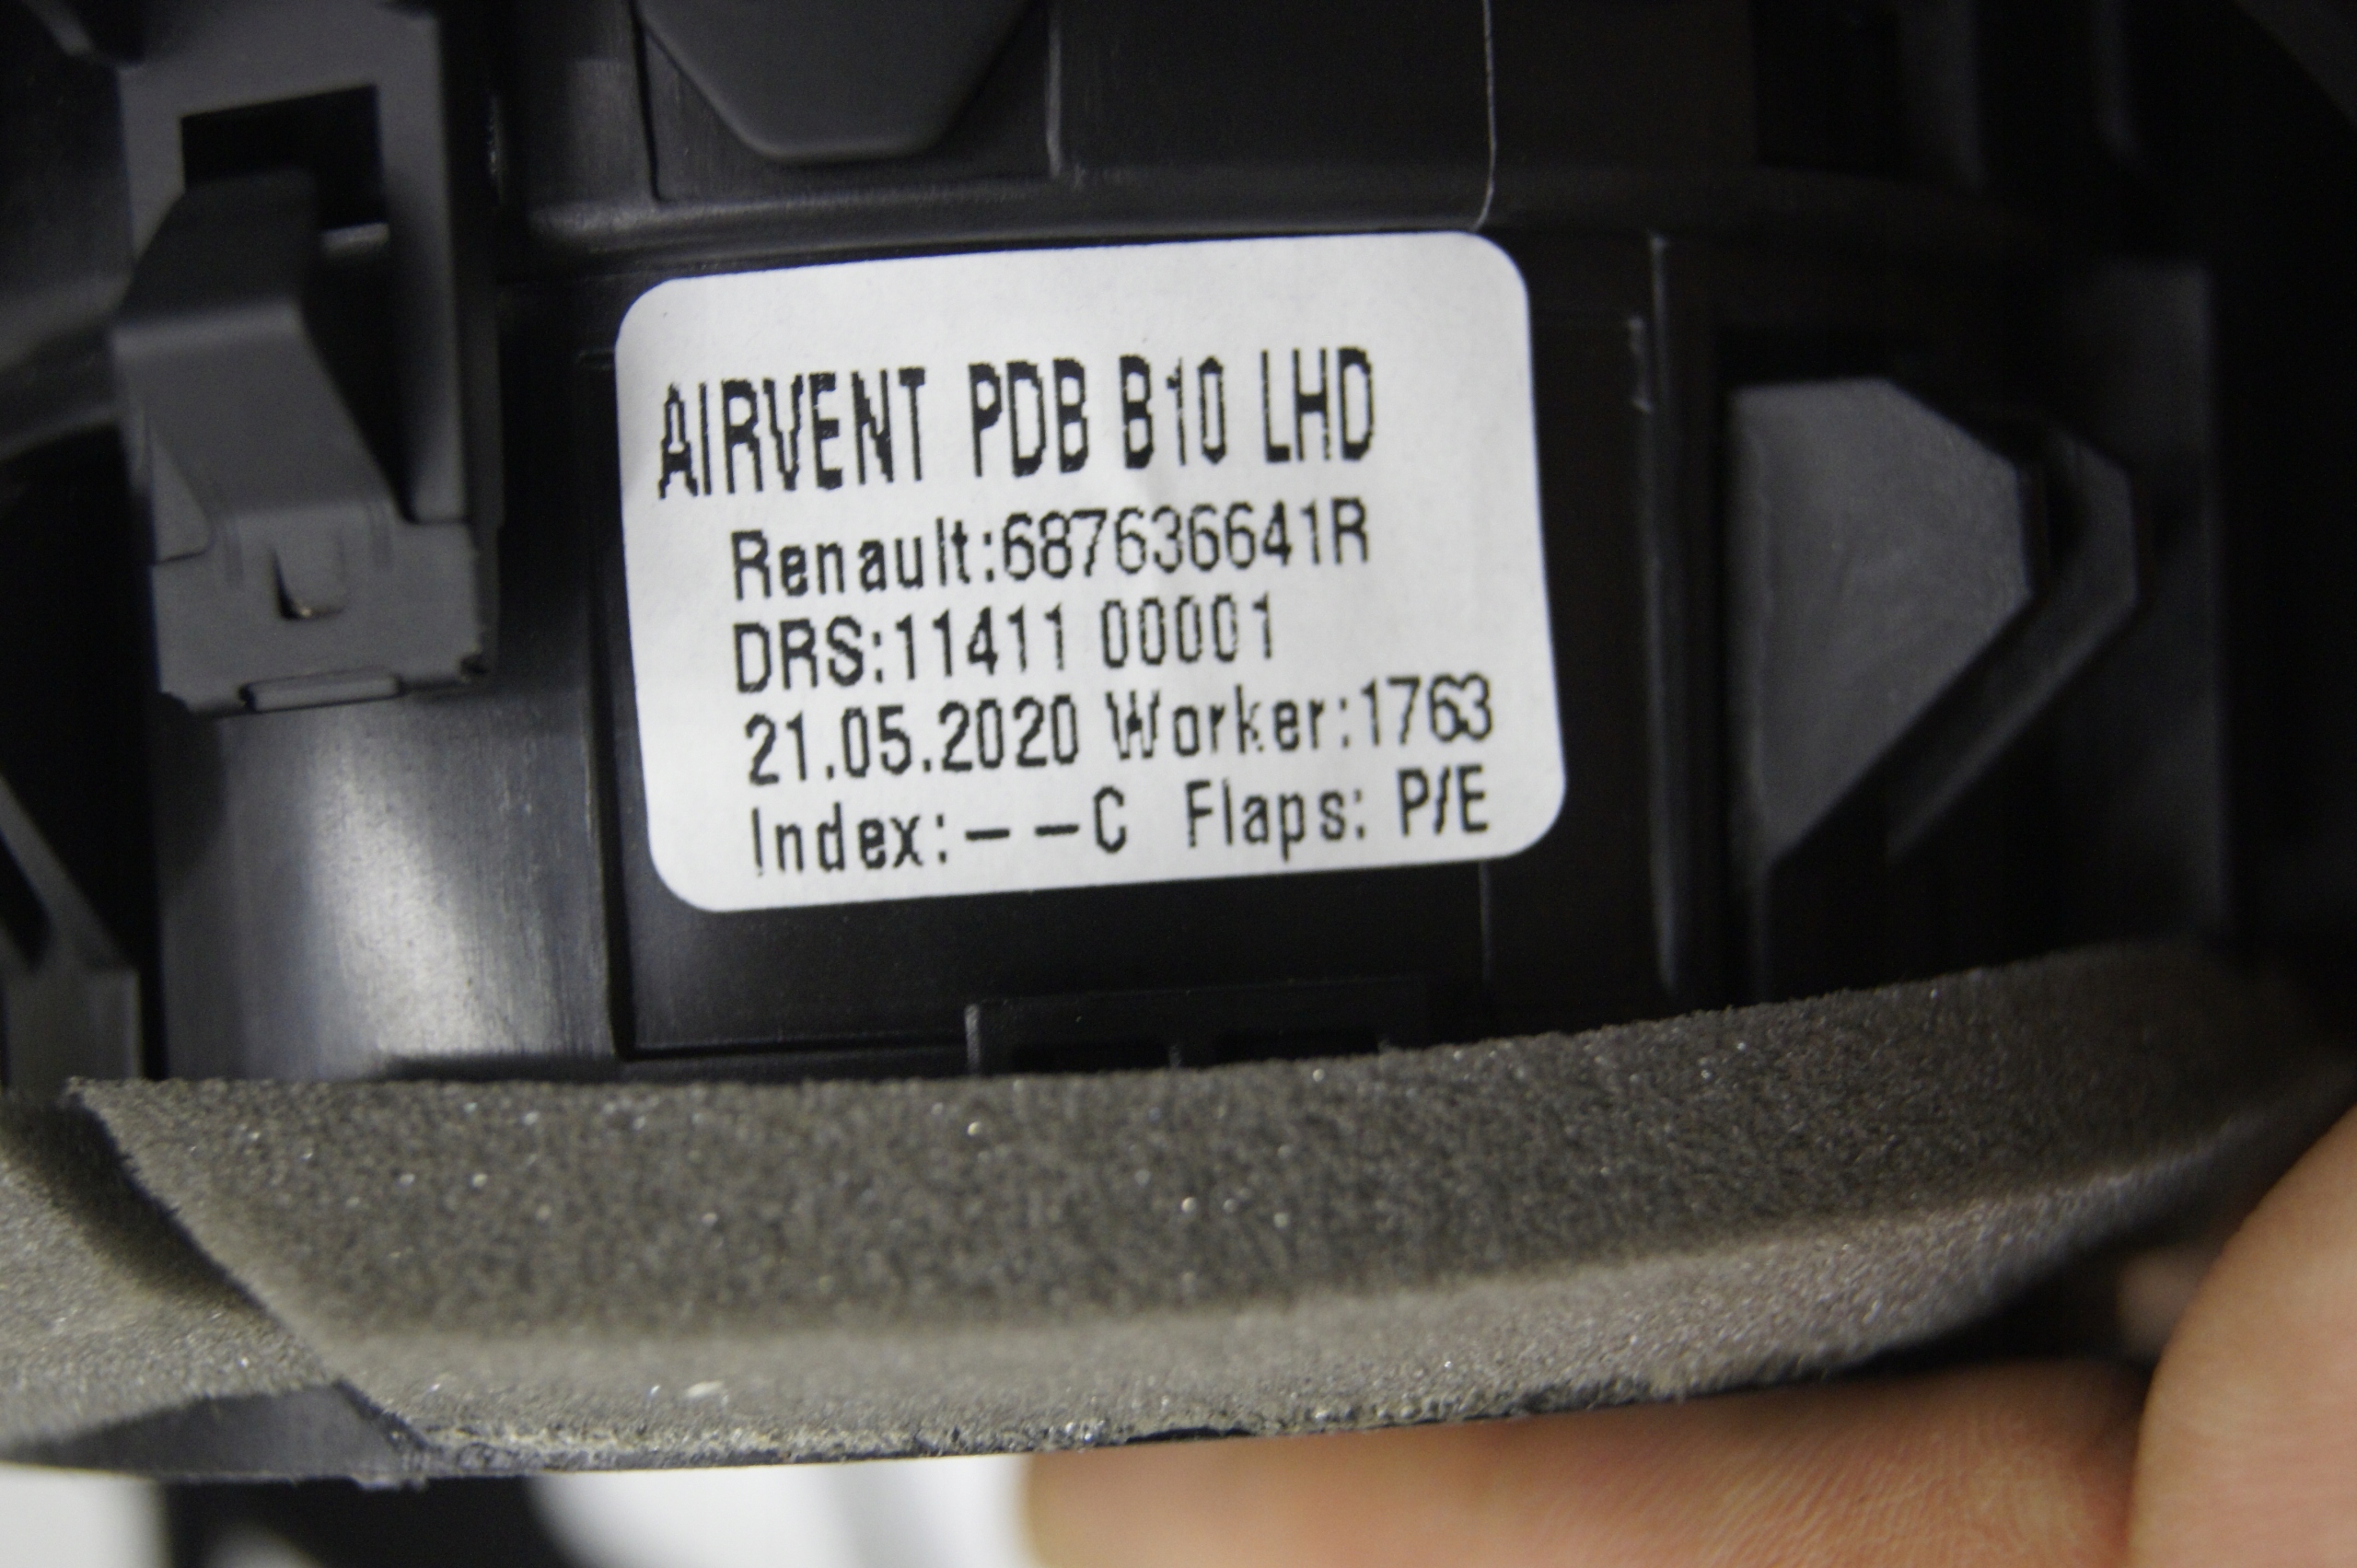 AIRVENT PDB B10 LHD
Renault:687636641R
DRS:11411 00001
21.05.2020 Worker:1763
Index:--C Flaps: P/E